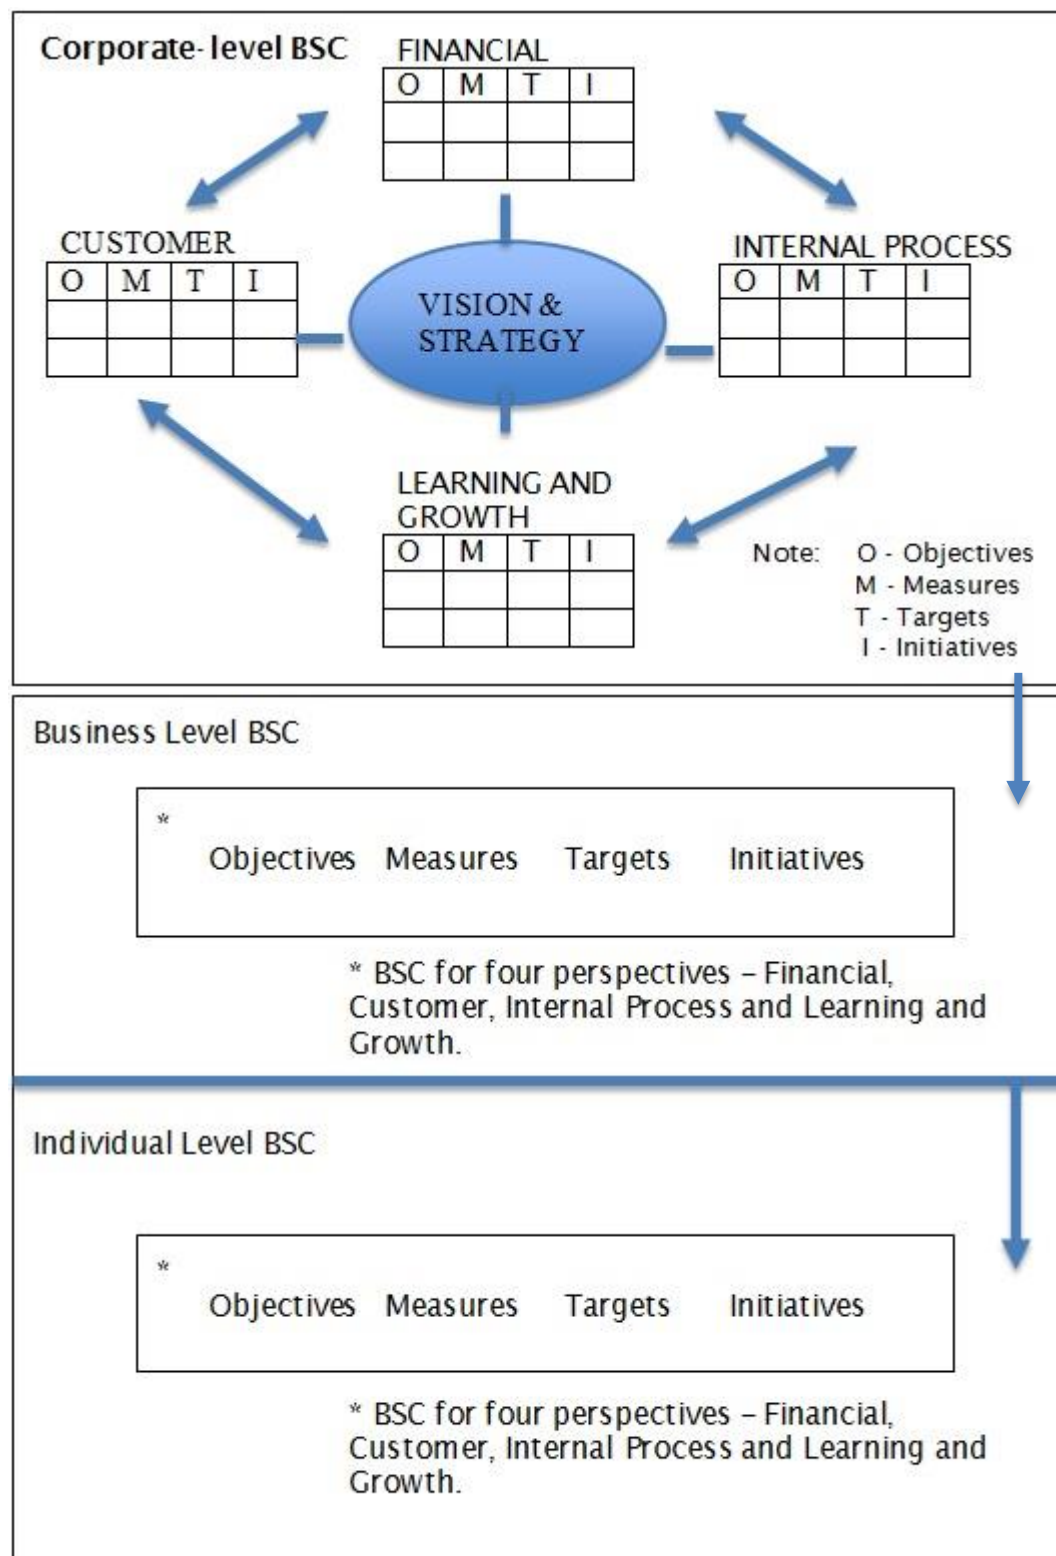 Corporate-level BSC
FINANCIAL
O M T I
CUSTOMER
O M T I
VISION &
STRATEGY
INTERNAL PROCESS
O M T I
LEARNING AND
GROWTH
O M T I
Note: O - Objectives
M - Measures
T - Targets
I - Initiatives
Business Level BSC
*
Objectives Measures Targets Initiatives
* BSC for four perspectives – Financial,
Customer, Internal Process and Learning and
Growth.
Individual Level BSC
*
Objectives Measures Targets Initiatives
* BSC for four perspectives – Financial,
Customer, Internal Process and Learning and
Growth.